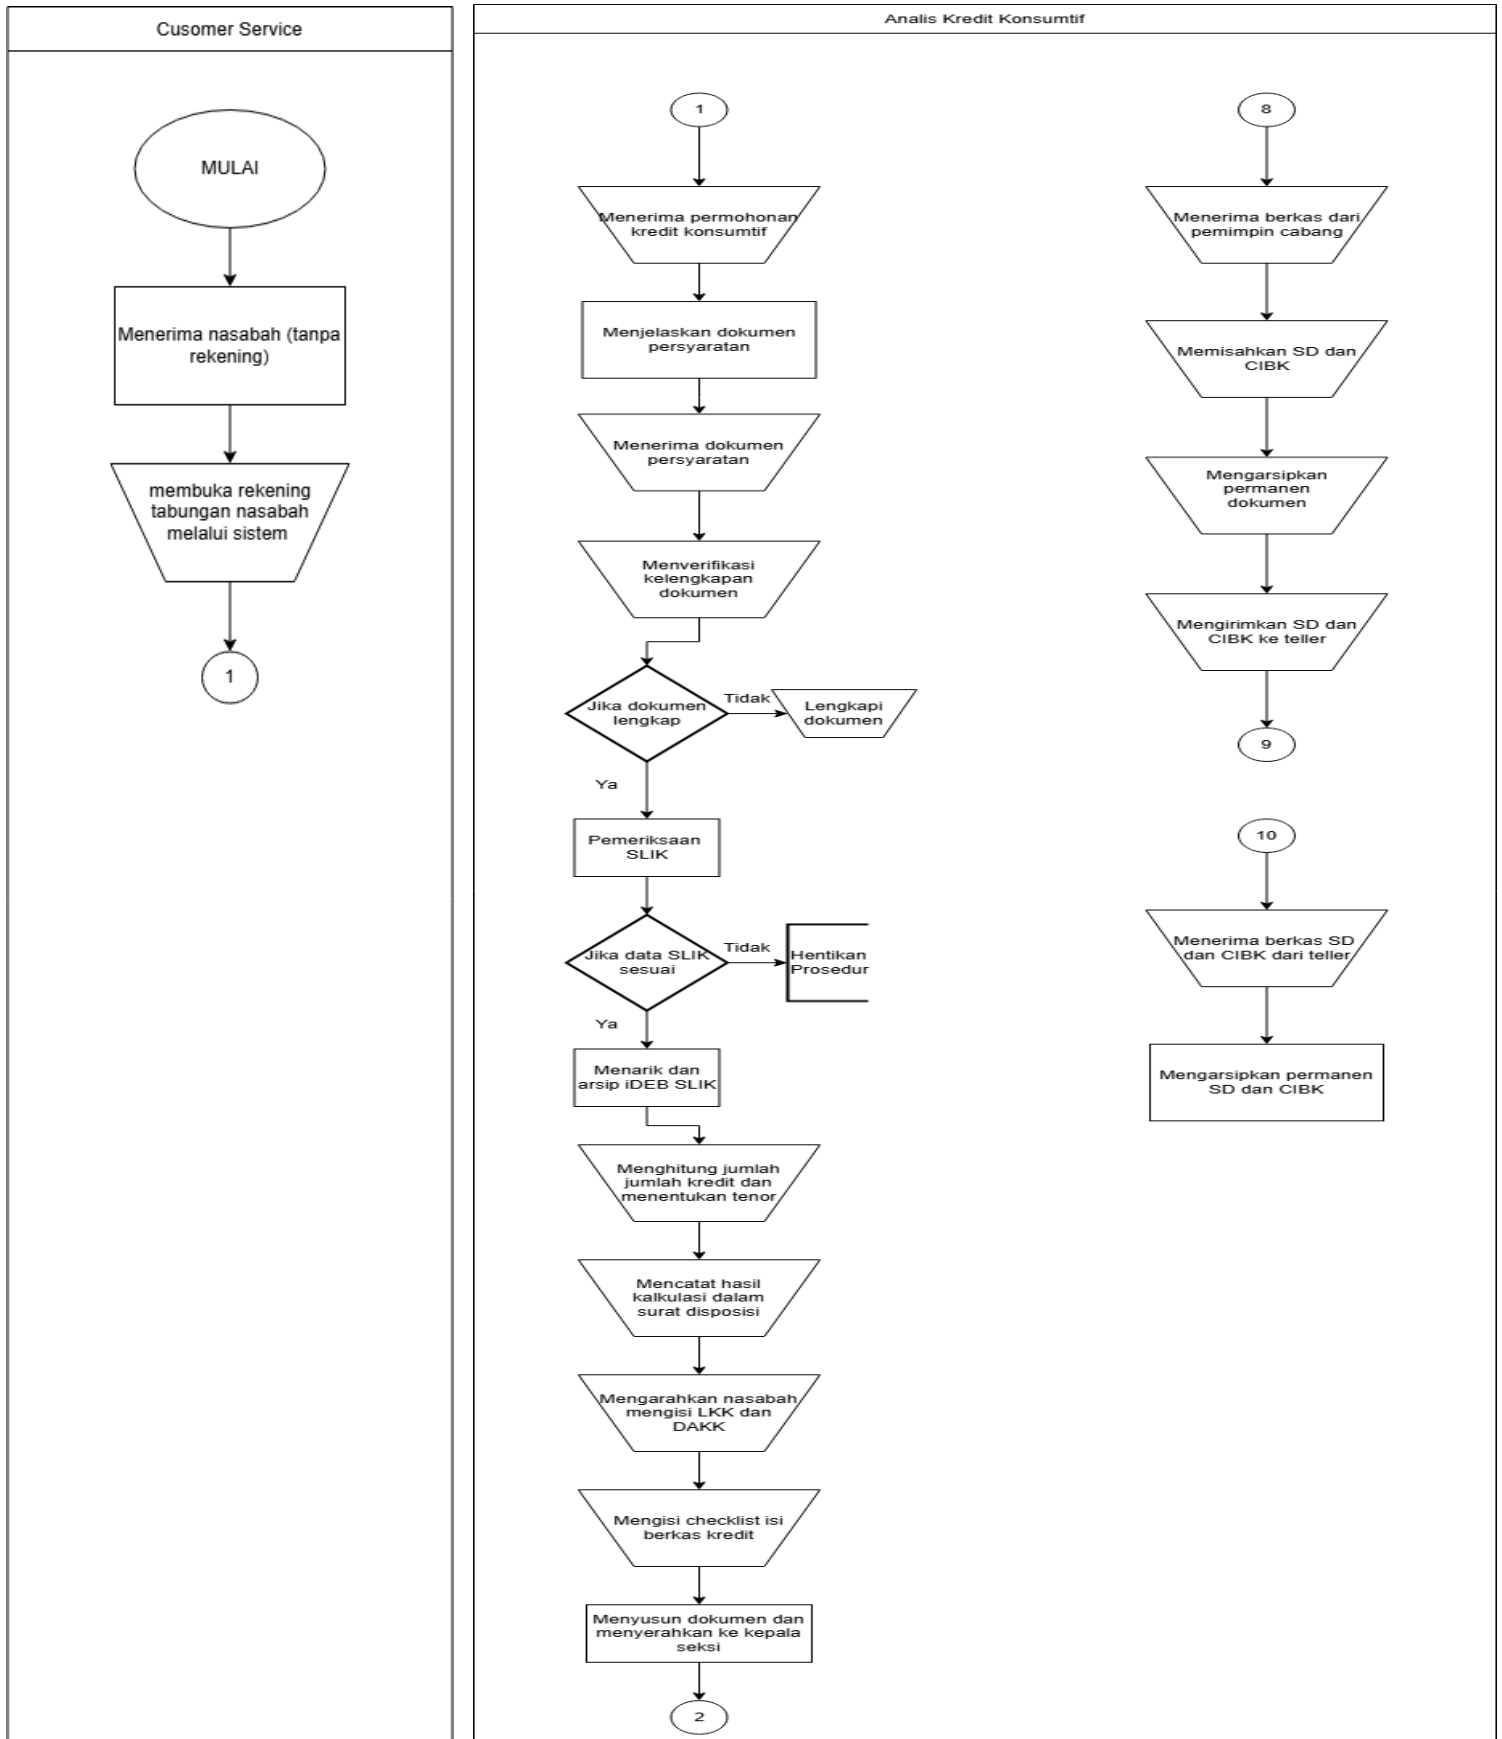 Cusomer Service
MULAI
Menerima nasabah (tanpa
rekening)
membuka rekening
tabungan nasabah
melalui sistem
1
Analis Kredit Konsumtif
1
Menerima permohonan
kredit konsumtif
Menjelaskan dokumen
persyaratan
Menerima dokumen
persyaratan
Menverifikasi
kelengkapan
dokumen
Jika dokumen
lengkap
Tidak
Lengkapi
dokumen
Ya
Pemeriksaan
SLIK
Jika data SLIK
sesuai
Tidak
Hentikan
Prosedur
Ya
Menarik dan
arsip iDEB SLIK
Menghitung jumlah
jumlah kredit dan
menentukan tenor
Mencatat hasil
kalkulasi dalam
surat disposisi
Mengarahkan nasabah
mengisi LKK dan
DAKK
Mengisi checklist isi
berkas kredit
Menyusun dokumen dan
menyerahkan ke kepala
seksi
2
8
Menerima berkas dari
pemimpin cabang
Memisahkan SD dan
CIBK
Mengarsipkan
permanen
dokumen
Mengirimkan SD dan
CIBK ke teller
9
10
Menerima berkas SD
dan CIBK dari teller
Mengarsipkan permanen
SD dan CIBK